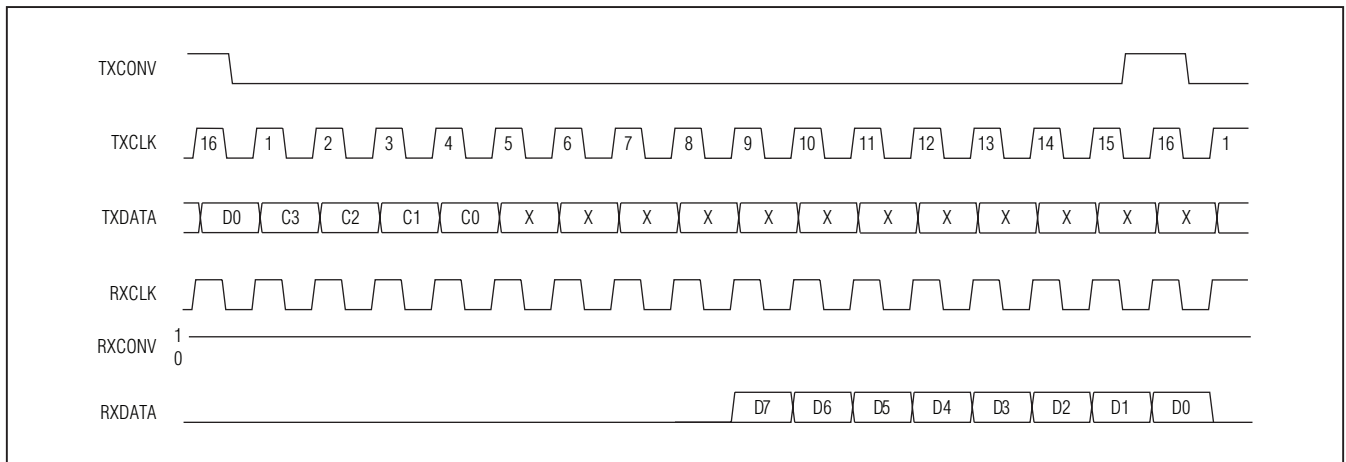 TXCONV
TXCLK 16 1 2 3 4 5 6 7 8 9 10 11 12 13 14 15 16 1
TXDATA D0 C3 C2 C1 C0 X X X X X X X X X X X X
RXCLK
RXCONV 1
0
RXDATA D7 D6 D5 D4 D3 D2 D1 D0